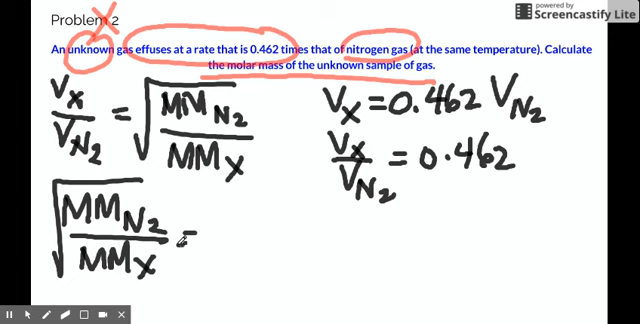 Problem 2
X
powered by
Screencastify Lite
An unknown gas effuses at a rate that is 0.462 times that of nitrogen gas (at the same temperature). Calculate
the molar mass of the unknown sample of gas.
Vx/VN2 = √MMN2/MMx
Vx = 0.462 VN2
Vx/VN2 = 0.462
√MMN2/MMx =